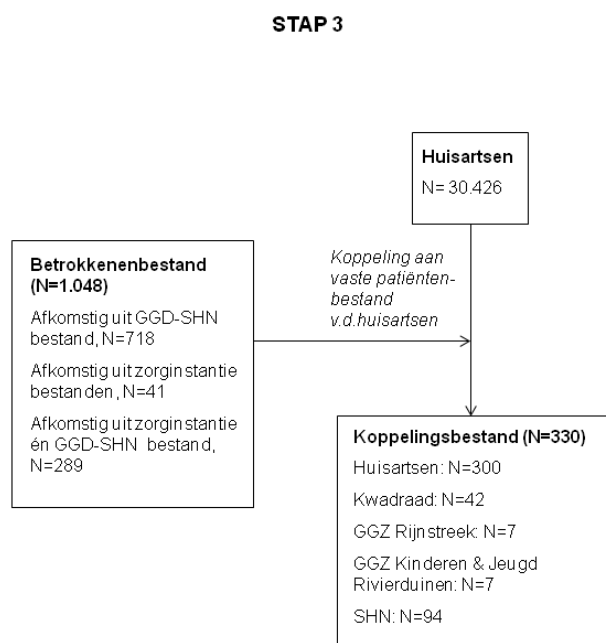 STAP 3
Huisartsen
N= 30.426
Koppeling aan
vaste patiënten-
bestand
v.d.huisartsen
Betrokkenenbestand
(N=1.048)
Afkomstig uit GGD-SHN
bestand, N=718
Afkomstig uit zorginstantie
bestanden, N=41
Afkomstig uit zorginstantie
én GGD-SHN bestand,
N=289
Koppelingsbestand (N=330)
Huisartsen: N=300
Kwadraad: N=42
GGZ Rijnstreek: N=7
GGZ Kinderen & Jeugd
Rivierduinen: N=7
SHN: N=94